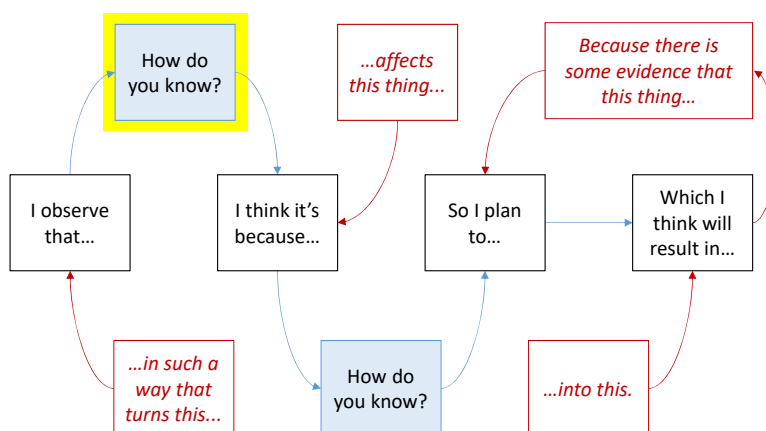 How do
you know?
…affects
this thing...
Because there is
some evidence that
this thing…
I observe
that…
I think it’s
because…
So I plan
to…
Which I
think will
result in…
…in such a
way that
turns this...
How do
you know?
…into this.